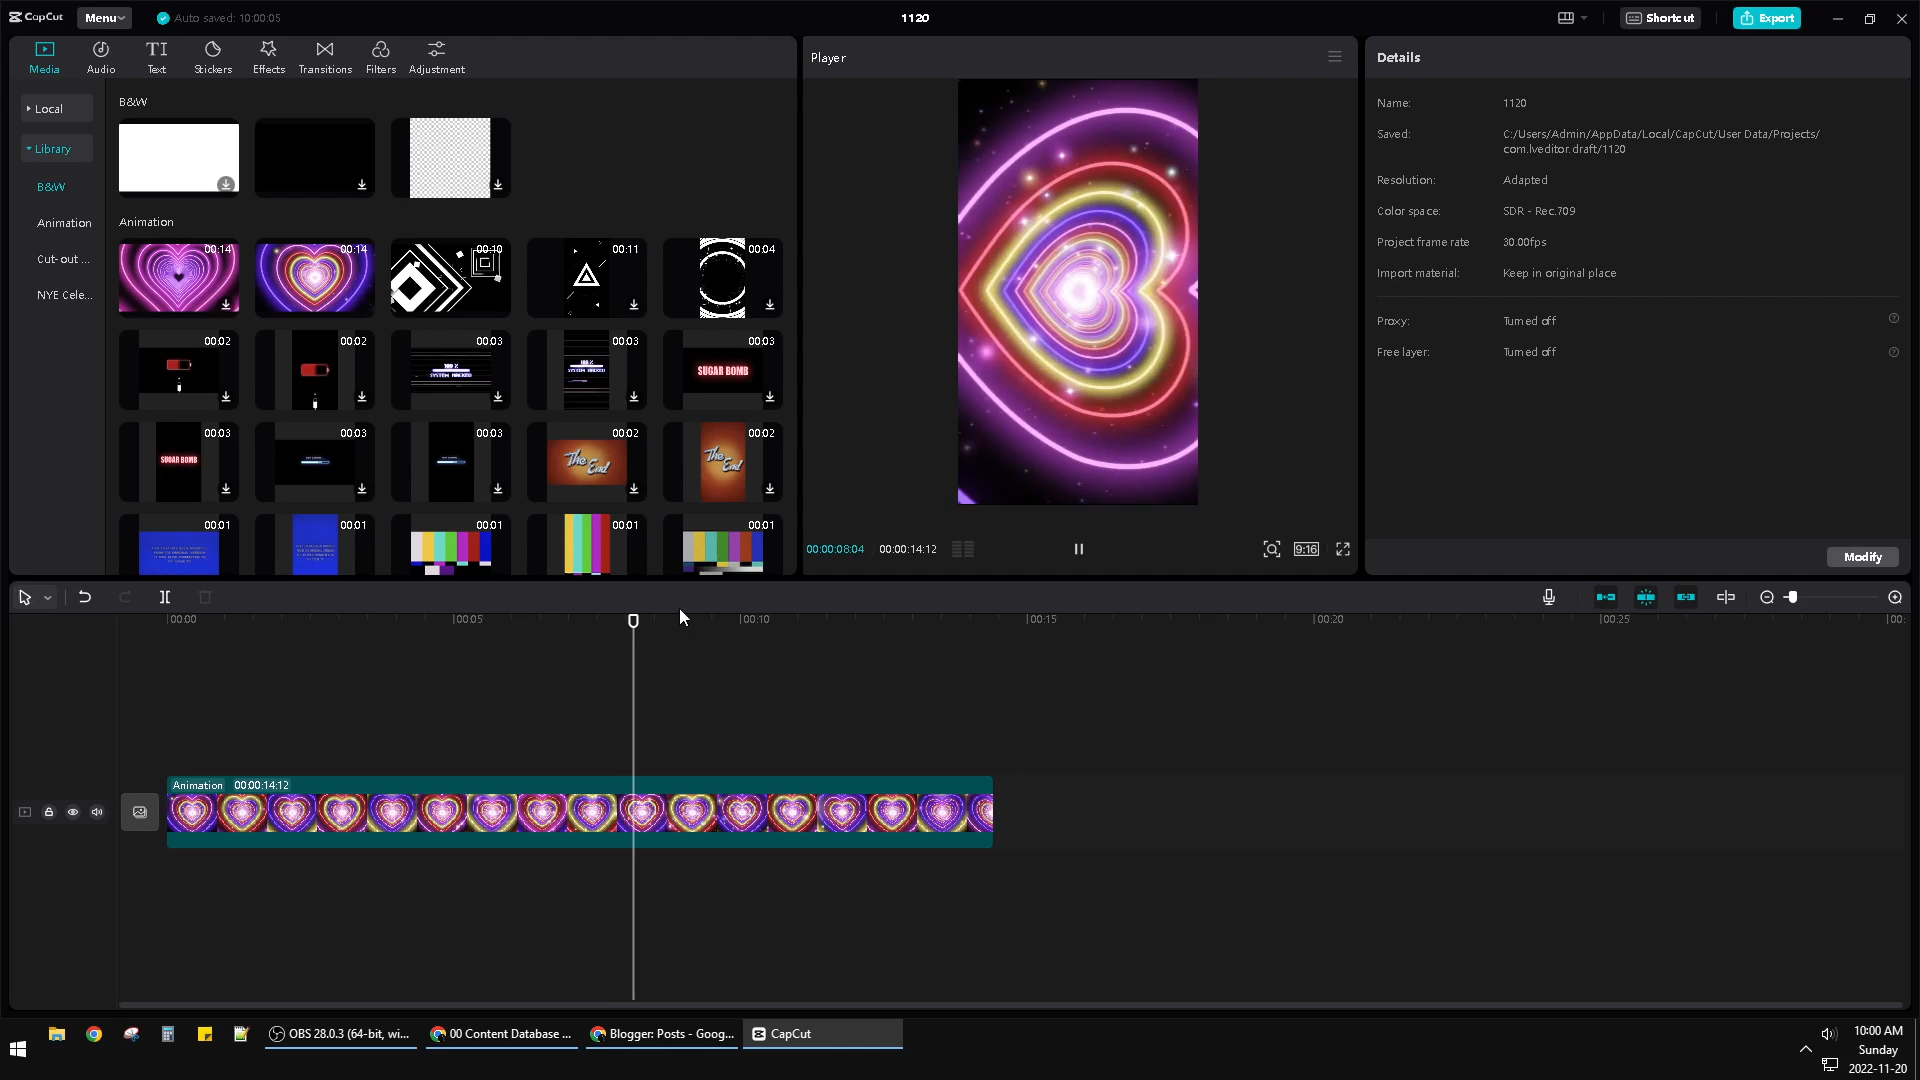 CapCut
Menu
Auto saved: 10:00:05
1120
Shortcut
Export
Media
Audio
Text
Stickers
Effects
Transitions
Filters
Adjustment
Player
Details
Local
Library
B&W
Animation
Cut-out ...
NYE Cele...
B&W
Animation
00:14
00:14
00:10
00:11
00:04
00:02
00:02
00:03
00:03
00:03
100 %
SYSTEM HACKED
100 %
SYSTEM HACKED
SUGAR BOMB
00:03
00:03
00:03
00:02
00:02
SUGAR BOMB
The End
The End
00:01
00:01
00:01
00:01
00:01
00:00:08:04
00:00:14:12
9:16
Name:
1120
Saved:
C:/Users/Admin/AppData/Local/CapCut/User Data/Projects/
com.lveditor.draft/1120
Resolution:
Adapted
Color space:
SDR - Rec.709
Project frame rate
30.00fps
Import material:
Keep in original place
Proxy:
Turned off
Free layer:
Turned off
Modify
00:00
00:05
00:10
00:15
00:20
00:25
00:
Animation 00:00:14:12
OBS 28.0.3 (64-bit, wi...
00 Content Database ...
Blogger: Posts - Goog...
CapCut
10:00 AM
Sunday
2022-11-20